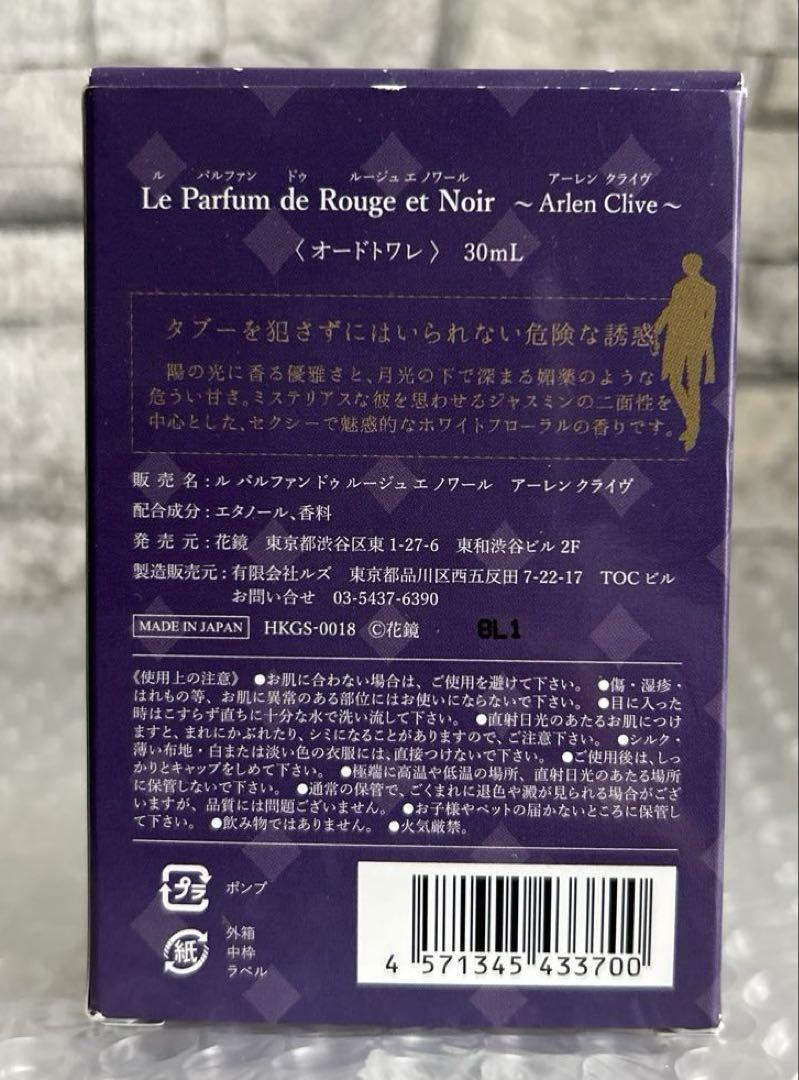 ル パルファン ドゥ ルージュ エ ノワール アーレン クライヴ
Le Parfum de Rouge et Noir ～Arlen Clive～
〈オードトワレ〉 30mL
タブーを犯さずにはいられない危険な誘惑
陽の光に香る優雅さと、月光の下で深まる媚薬のような
危うい甘さ。ミステリアスな彼を思わせるジャスミンの二面性を
中心とした、セクシーで魅惑的なホワイトフローラルの香りです。
販売名：ル パルファン ドゥ ルージュ エ ノワール アーレン クライヴ
配合成分：エタノール、香料
発売元：花鏡 東京都渋谷区東 1-27-6 東和渋谷ビル 2F
製造販売元：有限会社ルズ 東京都品川区西五反田 7-22-17 TOC ビル
お問い合せ 03-5437-6390
MADE IN JAPAN HKGS-0018 ©花鏡 8L1
《使用上の注意》 ●お肌に合わない場合は、ご使用を避けて下さい。 ●傷・湿疹・
はれもの等、お肌に異常のある部位にはお使いにならないで下さい。 ●目に入った
時はこすらず直ちに十分な水で洗い流して下さい。 ●直射日光のあたるお肌につけ
ますと、まれにかぶれたり、シミになることがありますので、ご注意下さい。 ●シルク・
薄い布地・白または淡い色の衣服には、直接つけないで下さい。 ●ご使用後は、しっ
かりとキャップをしめて下さい。 ●極端に高温や低温の場所、直射日光のあたる場所
に保管しないで下さい。 ●通常の保管で、ごくまれに退色や澱が見られる場合がござ
いますが、品質には問題ございません。 ●お子様やペットの届かないところに保管し
て下さい。 ●飲み物ではありません。 ●火気厳禁。
プラ ポンプ
紙 外箱
中枠
ラベル
4 571345 433700